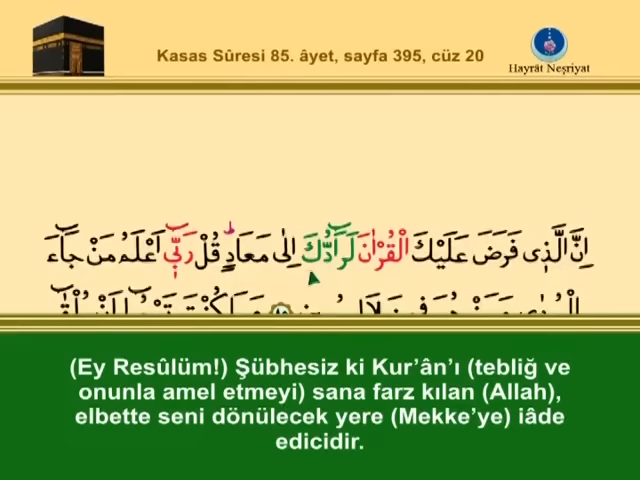 Kasas Sûresi 85. âyet, sayfa 395, cüz 20
Hayrât Neşriyat
اِنَّ الَّذ۪ي فَرَضَ عَلَيْكَ الْقُرْاٰنَ لَرَٓادُّكَ اِلٰى مَعَادٍ قُلْ رَبّ۪ٓي اَعْلَمُ مَنْ جَٓاءَ
(Ey Resûlüm!) Şübhesiz ki Kur’ân’ı (tebliğ ve
onunla amel etmeyi) sana farz kılan (Allah),
elbette seni dönülecek yere (Mekke’ye) iâde
edicidir.